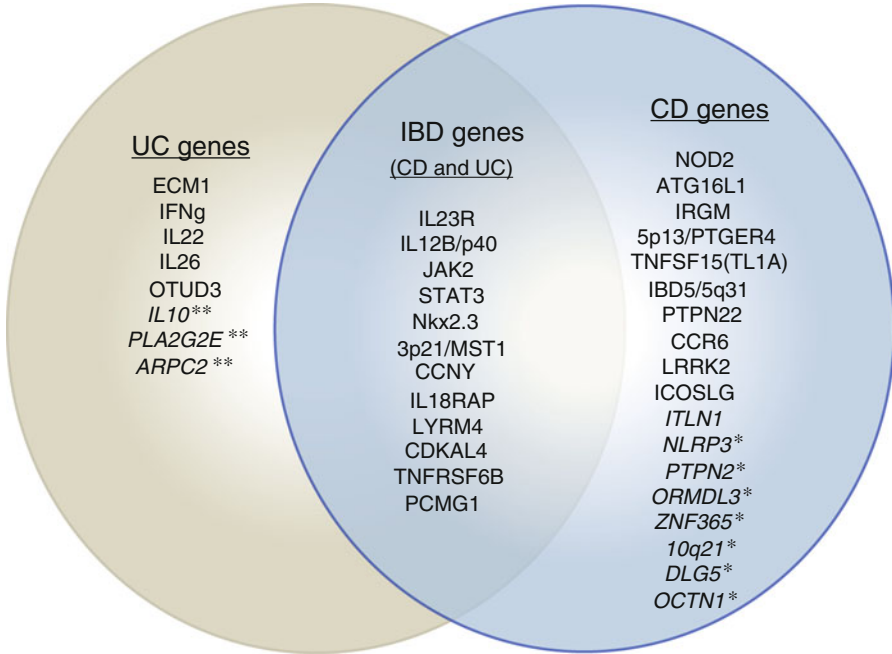 UC genes
ECM1
IFNg
IL22
IL26
OTUD3
IL10**
PLA2G2E**
ARPC2**
IBD genes
(CD and UC)
IL23R
IL12B/p40
JAK2
STAT3
Nkx2.3
3p21/MST1
CCNY
IL18RAP
LYRM4
CDKAL4
TNFRSF6B
PCMG1
CD genes
NOD2
ATG16L1
IRGM
5p13/PTGER4
TNFSF15(TL1A)
IBD5/5q31
PTPN22
CCR6
LRRK2
ICOSLG
ITLN1
NLRP3*
PTPN2*
ORMDL3*
ZNF365*
10q21*
DLG5*
OCTN1*